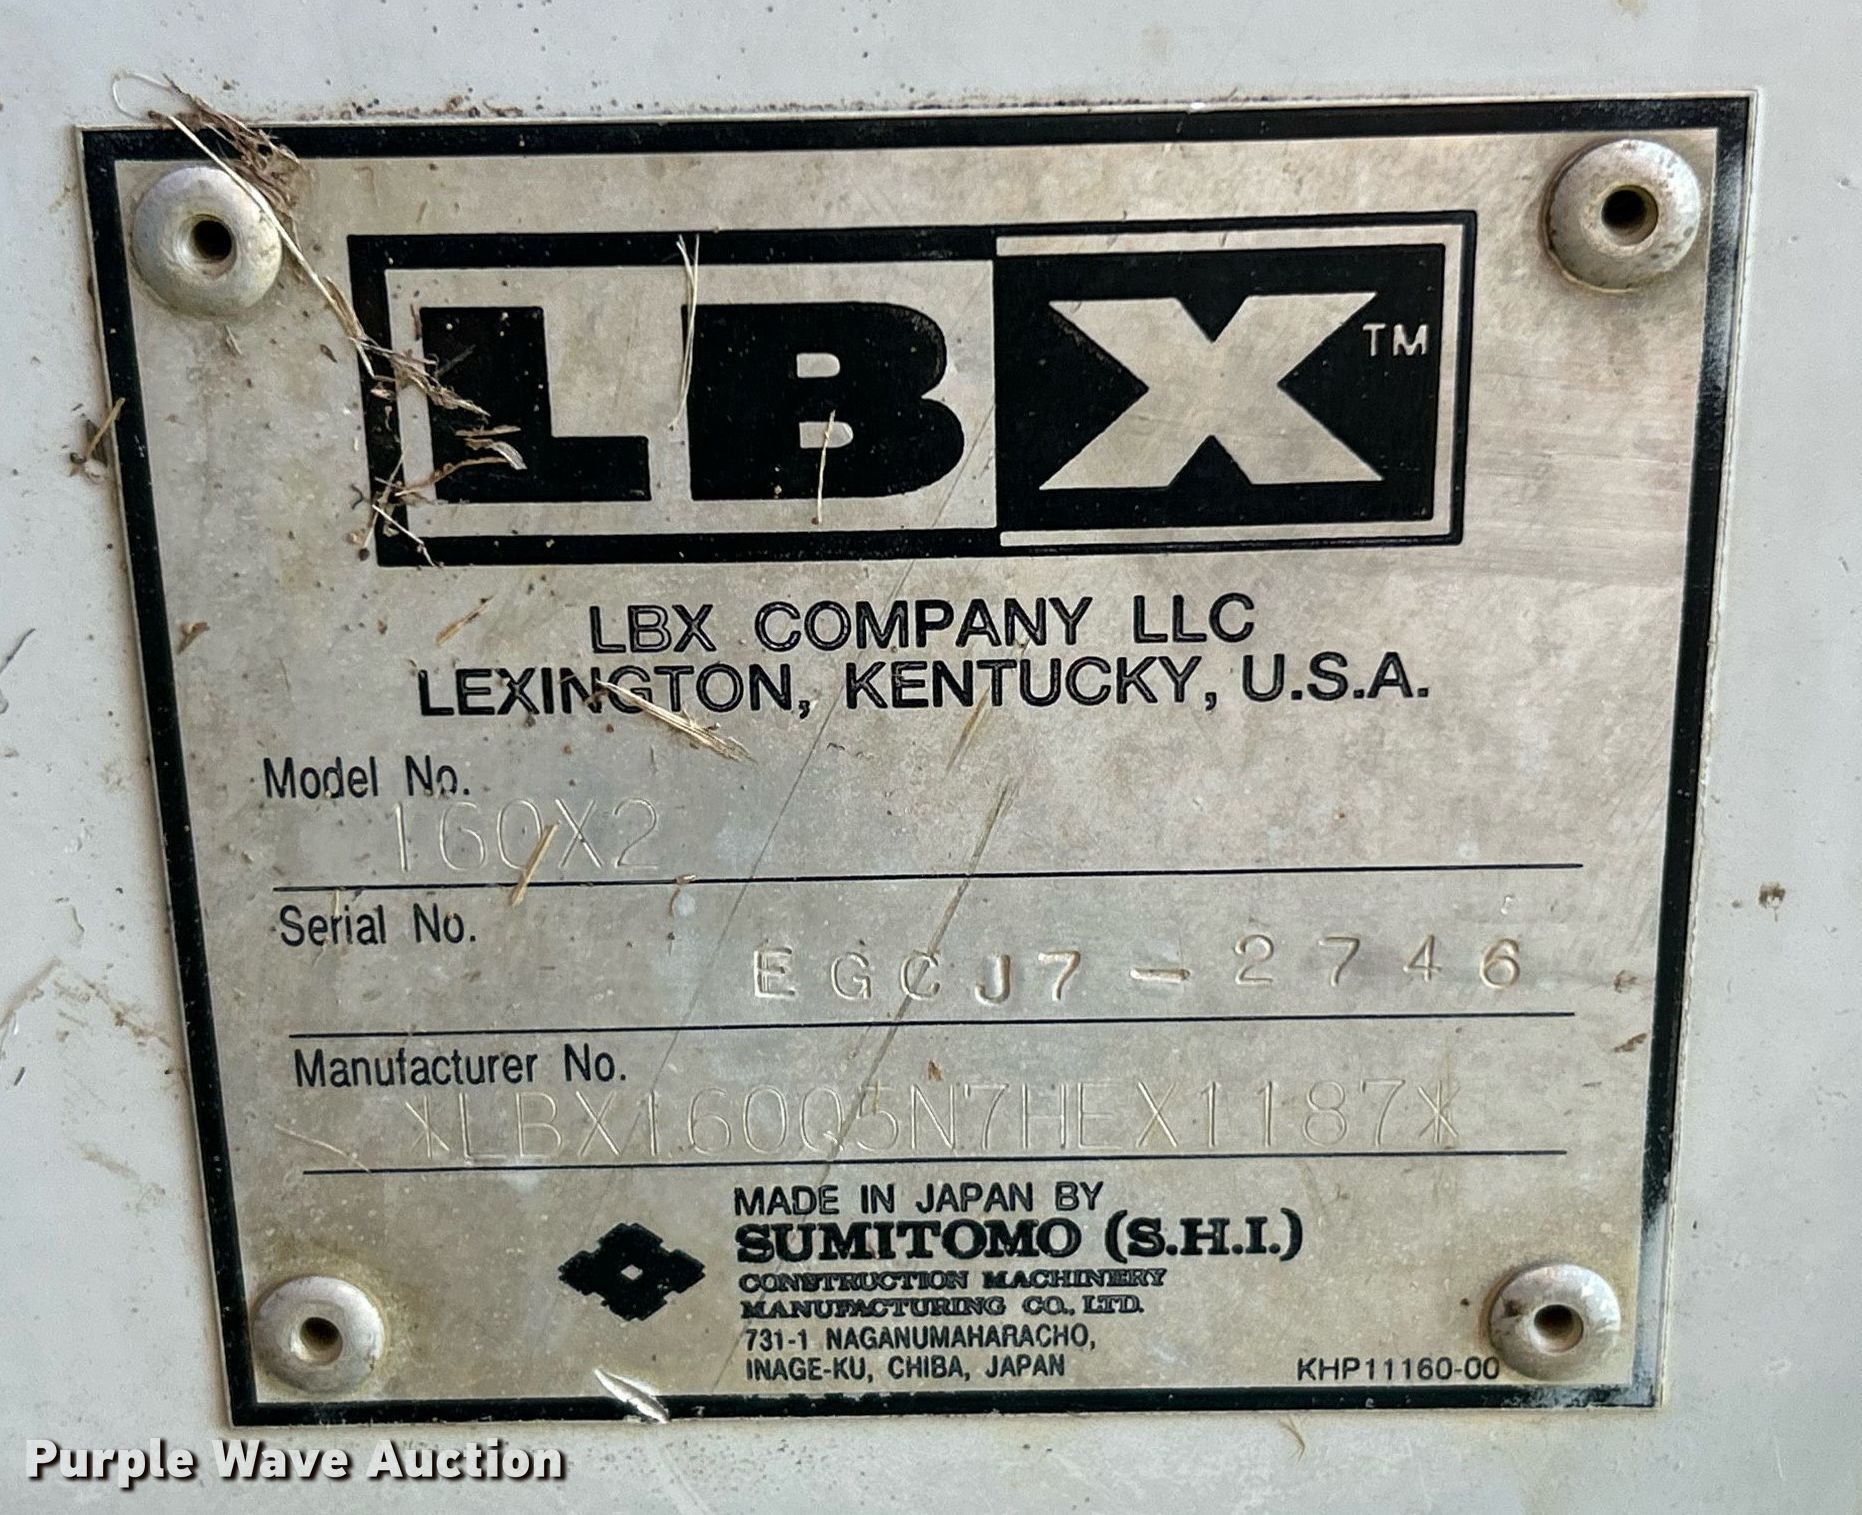 LBX™
LBX COMPANY LLC
LEXINGTON, KENTUCKY, U.S.A.
Model No.
160X2
Serial No.
EGCJ7-2746
Manufacturer No.
*LBX160Q5N7HEX1187*
MADE IN JAPAN BY
SUMITOMO (S.H.I.)
CONSTRUCTION MACHINERY
MANUFACTURING CO., LTD.
731-1 NAGANUMAHARACHO,
INAGE-KU, CHIBA, JAPAN
KHP11160-00
Purple Wave Auction